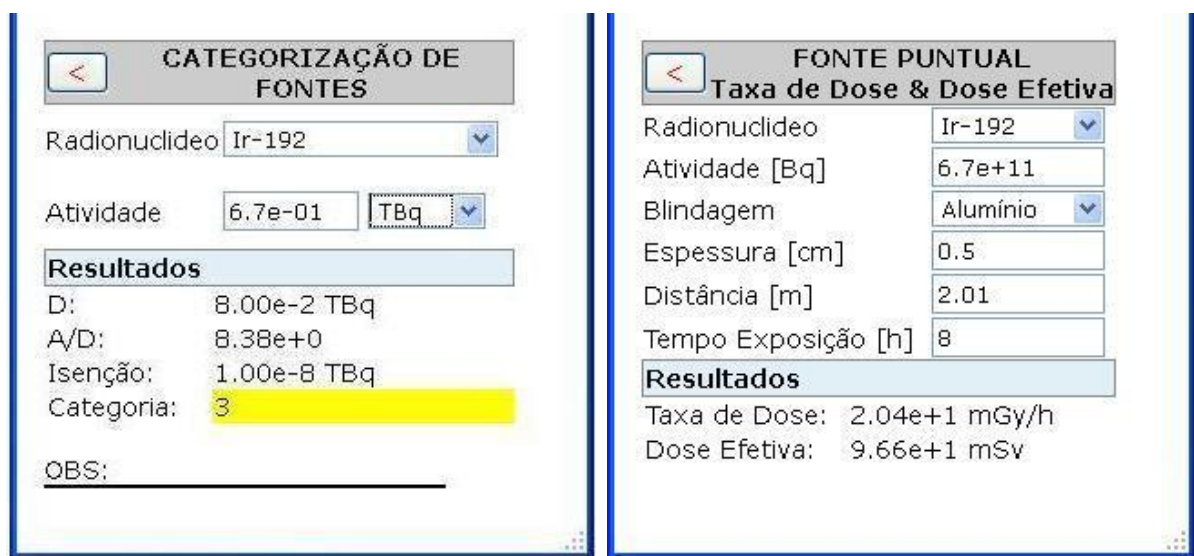 <
CATEGORIZAÇÃO DE
FONTES
Radionuclideo Ir-192
Atividade 6.7e-01 TBq
Resultados
D: 8.00e-2 TBq
A/D: 8.38e+0
Isenção: 1.00e-8 TBq
Categoria: 3
OBS:
<
FONTE PUNTUAL
Taxa de Dose & Dose Efetiva
Radionuclideo Ir-192
Atividade [Bq] 6.7e+11
Blindagem Alumínio
Espessura [cm] 0.5
Distância [m] 2.01
Tempo Exposição [h] 8
Resultados
Taxa de Dose: 2.04e+1 mGy/h
Dose Efetiva: 9.66e+1 mSv